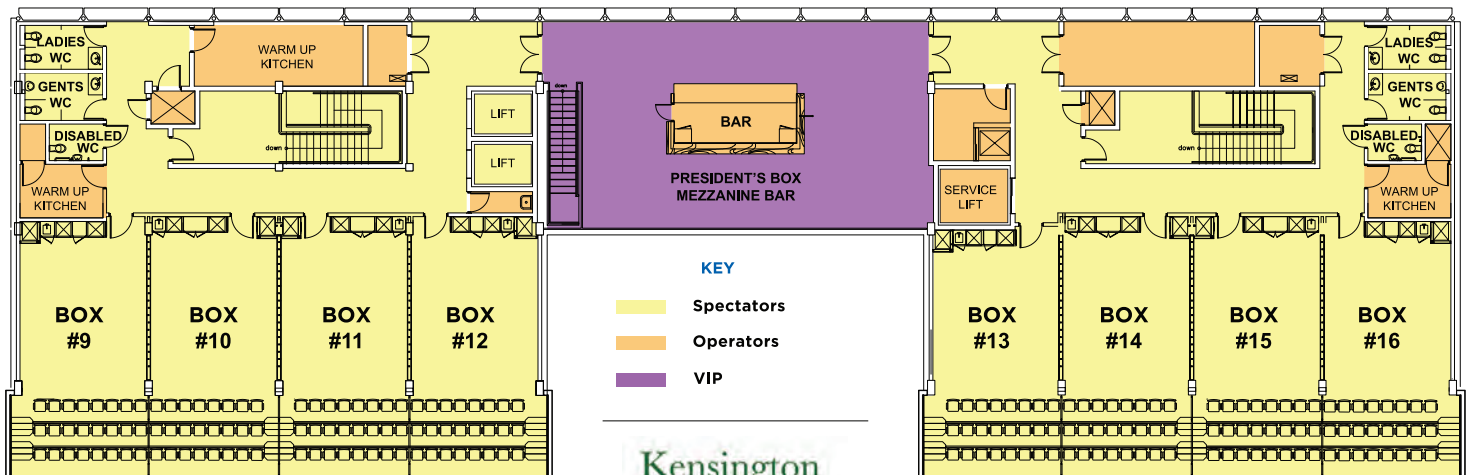 LADIES
WC
GENTS
WC
DISABLED
WC
WARM UP
KITCHEN
WARM UP
KITCHEN
down
LIFT
LIFT
down
BAR
PRESIDENT'S BOX
MEZZANINE BAR
SERVICE
LIFT
down
LADIES
WC
GENTS
WC
DISABLED
WC
WARM UP
KITCHEN
BOX
#9
BOX
#10
BOX
#11
BOX
#12
KEY
Spectators
Operators
VIP
BOX
#13
BOX
#14
BOX
#15
BOX
#16
Kensington